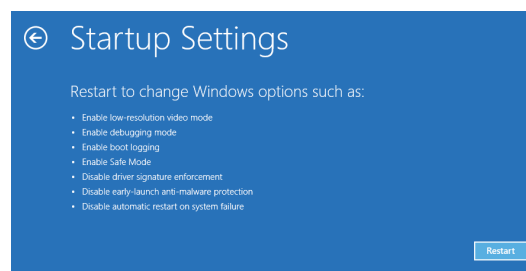 Startup Settings
Restart to change Windows options such as:
• Enable low-resolution video mode
• Enable debugging mode
• Enable boot logging
• Enable Safe Mode
• Disable driver signature enforcement
• Disable early-launch anti-malware protection
• Disable automatic restart on system failure
Restart